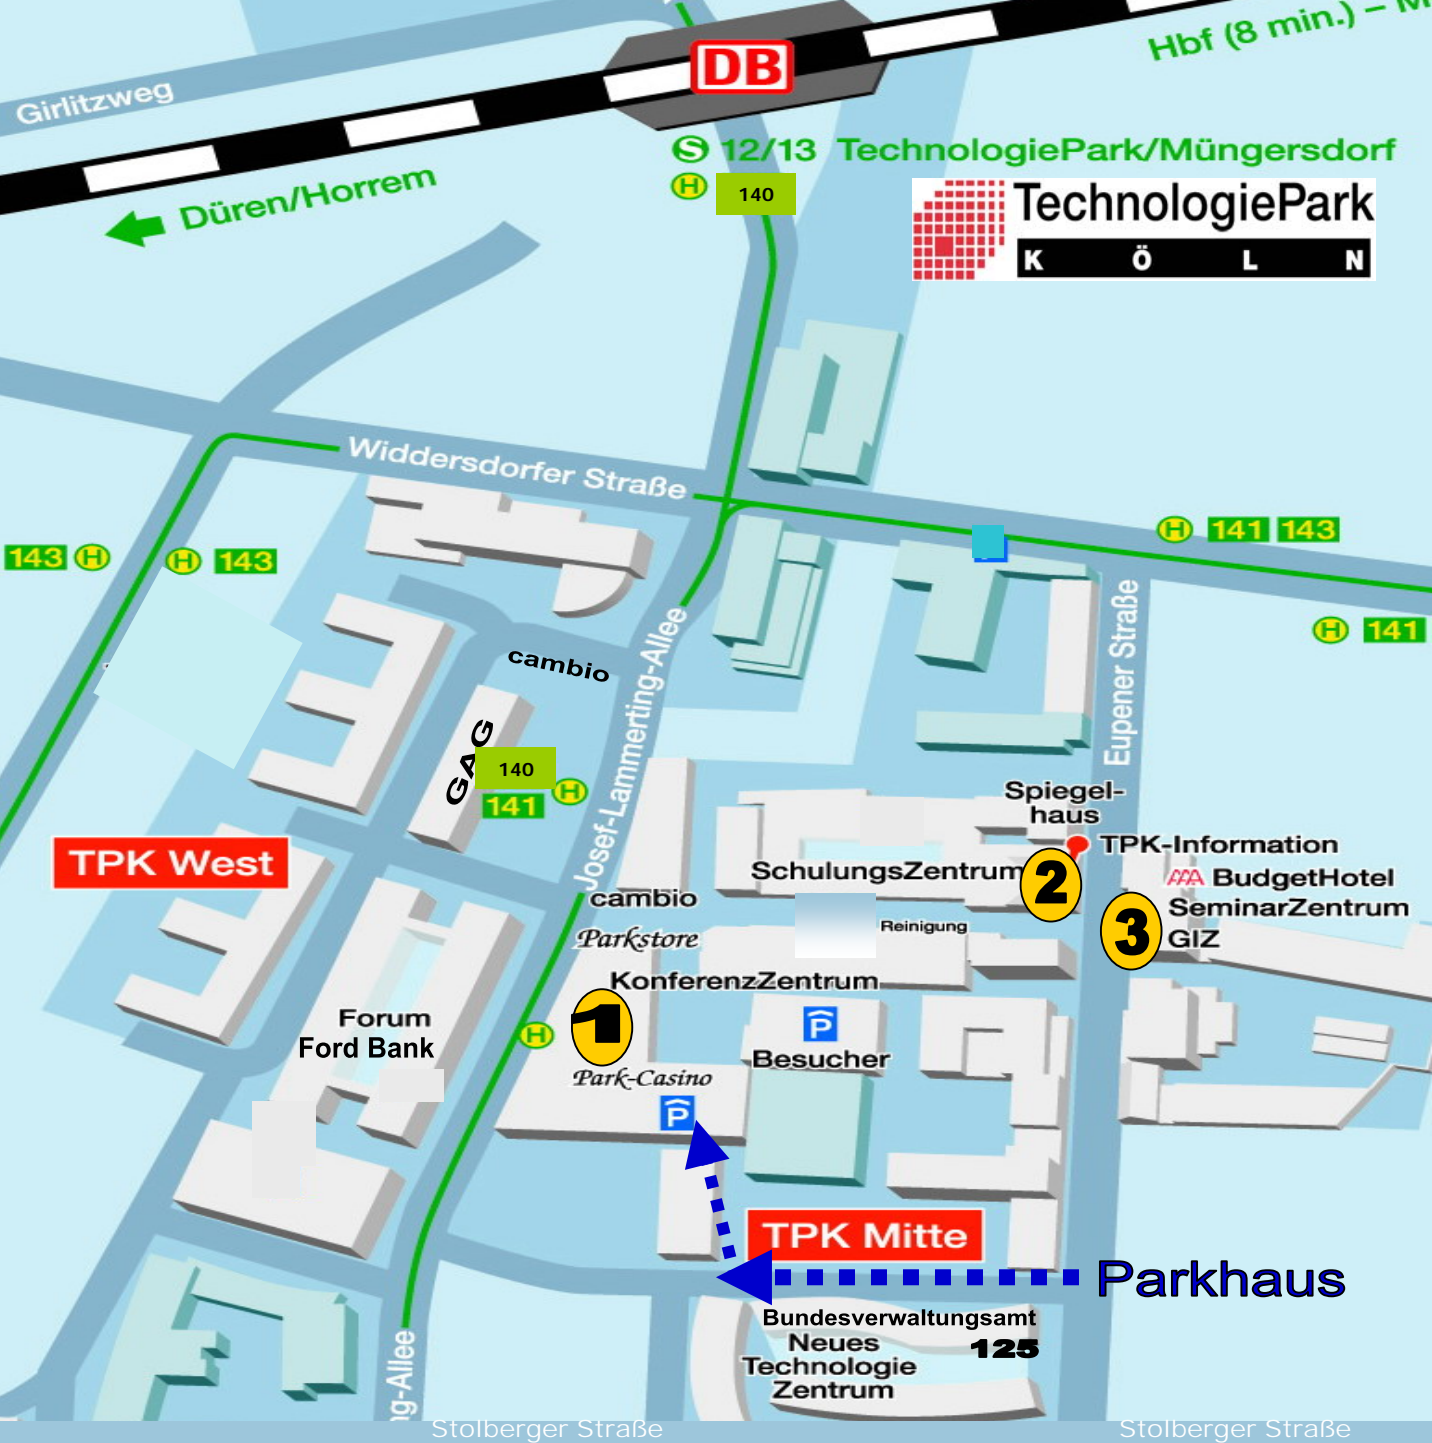 Hbf (8 min.) – M
DB
Girlitzweg
S 12/13 TechnologiePark/Müngersdorf
H 140
Düren/Horrem
TechnologiePark
K Ö L N
Widdersdorfer Straße
H 141 143
143 H
H 143
H 141
Eupener Straße
cambio
Josef-Lammerting-Allee
GAG
140
141 H
Spiegel-
haus
TPK-Information
TPK West
SchulungsZentrum
2
BudgetHotel
cambio
SeminarZentrum
3
GIZ
Reinigung
Parkstore
KonferenzZentrum
1
P
Forum
Ford Bank
H
Besucher
Park-Casino
P
TPK Mitte
Parkhaus
Bundesverwaltungsamt
Neues
125
Technologie
Zentrum
ng-Allee
Stolberger Straße
Stolberger Straße